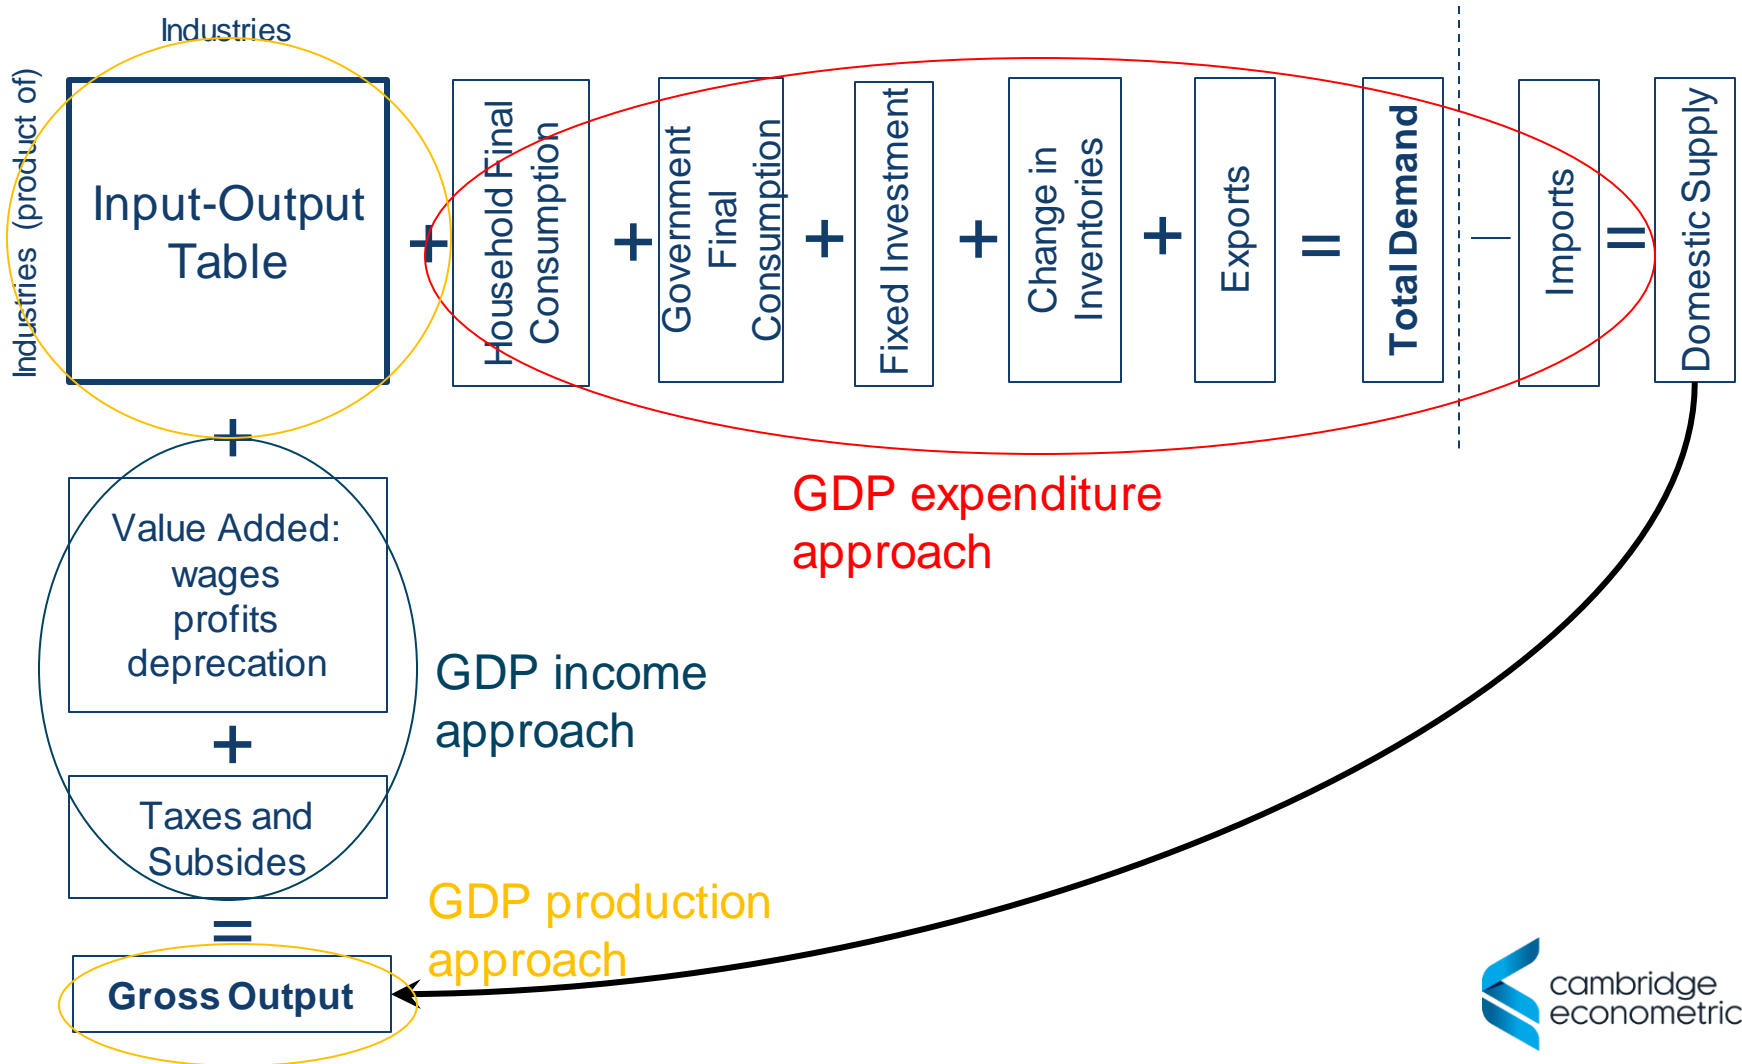 Industries
Industries (product of)
Input-Output
Table
+
Household Final
Consumption
+
Government
Final
Consumption
+
Fixed Investment
+
Change in
Inventories
+
Exports
=
Total Demand
—
Imports
=
Domestic Supply
+
Value Added:
wages
profits
deprecation
+
Taxes and
Subsides
=
Gross Output
GDP expenditure
approach
GDP income
approach
GDP production
approach
cambridge
econometric